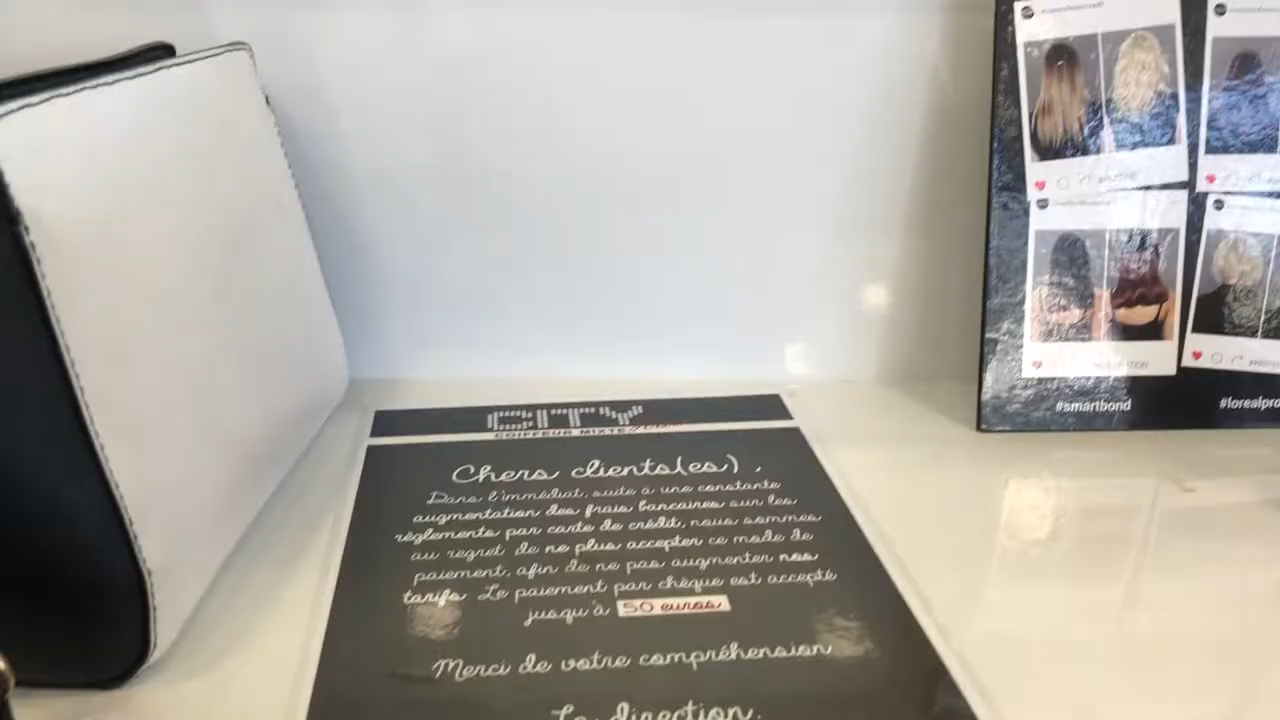 CITY
COIFFEUR MIXTE
Chers clients(es) ,
Dans l'immédiat, suite à une constante
augmentation des frais bancaires sur les
règlements par carte de crédit, nous sommes
au regret de ne plus accepter ce mode de
paiement, afin de ne pas augmenter nos
tarifs. Le paiement par chèque est accepté
jusqu'à 50 euros.
Merci de votre compréhension
La direction.
#smartbond
#lorealpro